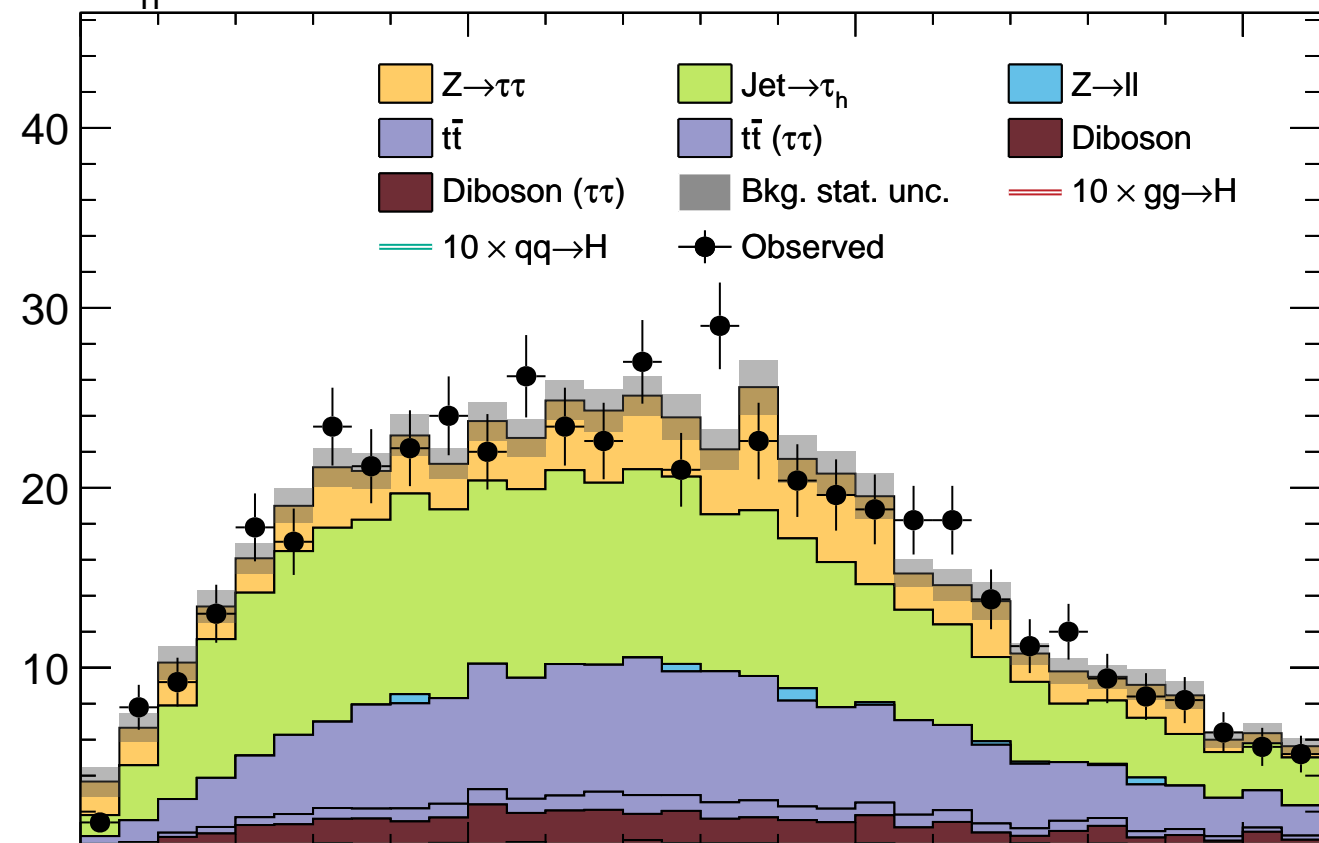 Z→ττ Jet→τh Z→ll
tt̄ tt̄ (ττ) Diboson
Diboson (ττ) Bkg. stat. unc. 10 × gg→H
10 × qq→H Observed
40
30
20
10